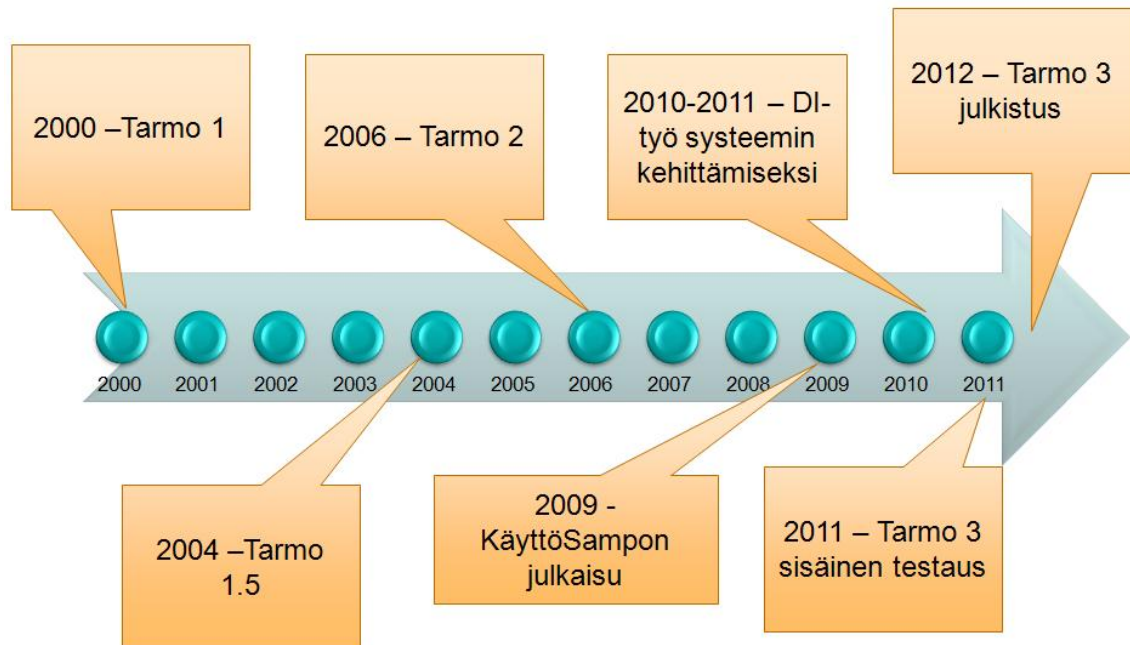 2000 –Tarmo 1
2006 – Tarmo 2
2010-2011 – DI-
työ systeemin
kehittämiseksi
2012 – Tarmo 3
julkistus
2000
2001
2002
2003
2004
2005
2006
2007
2008
2009
2010
2011
2004 –Tarmo
1.5
2009 -
KäyttöSampon
julkaisu
2011 – Tarmo 3
sisäinen testaus